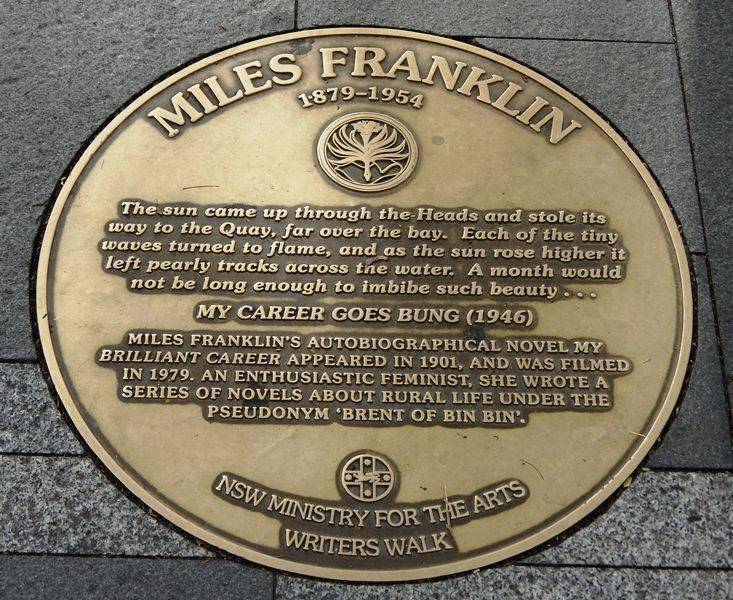 MILES FRANKLIN
1879–1954
The sun came up through the Heads and stole its
way to the Quay, far over the bay. Each of the tiny
waves turned to flame, and as the sun rose higher it
left pearly tracks across the water. A month would
not be long enough to imbibe such beauty . . .
MY CAREER GOES BUNG (1946)
MILES FRANKLIN'S AUTOBIOGRAPHICAL NOVEL MY
BRILLIANT CAREER APPEARED IN 1901, AND WAS FILMED
IN 1979. AN ENTHUSIASTIC FEMINIST, SHE WROTE A
SERIES OF NOVELS ABOUT RURAL LIFE UNDER THE
PSEUDONYM 'BRENT OF BIN BIN'.
NSW MINISTRY FOR THE ARTS
WRITERS WALK